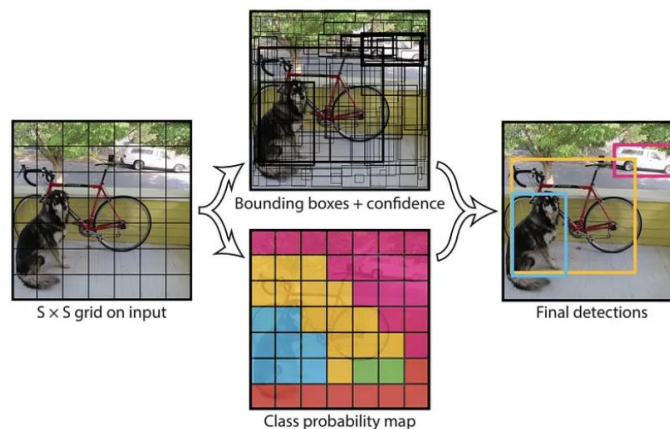 Bounding boxes + confidence
S × S grid on input
Final detections
Class probability map